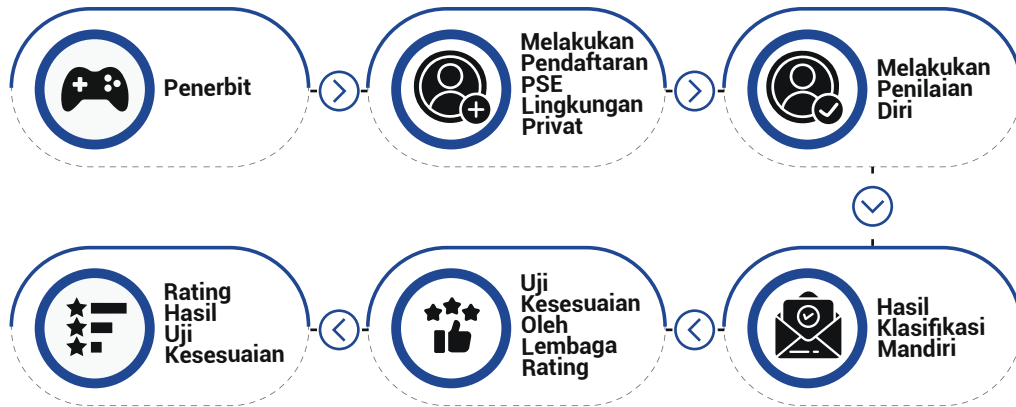 Penerbit
Melakukan
Pendaftaran
PSE
Lingkungan
Privat
Melakukan
Penilaian
Diri
Hasil
Klasifikasi
Mandiri
Uji
Kesesuaian
Oleh
Lembaga
Rating
Rating
Hasil
Uji
Kesesuaian